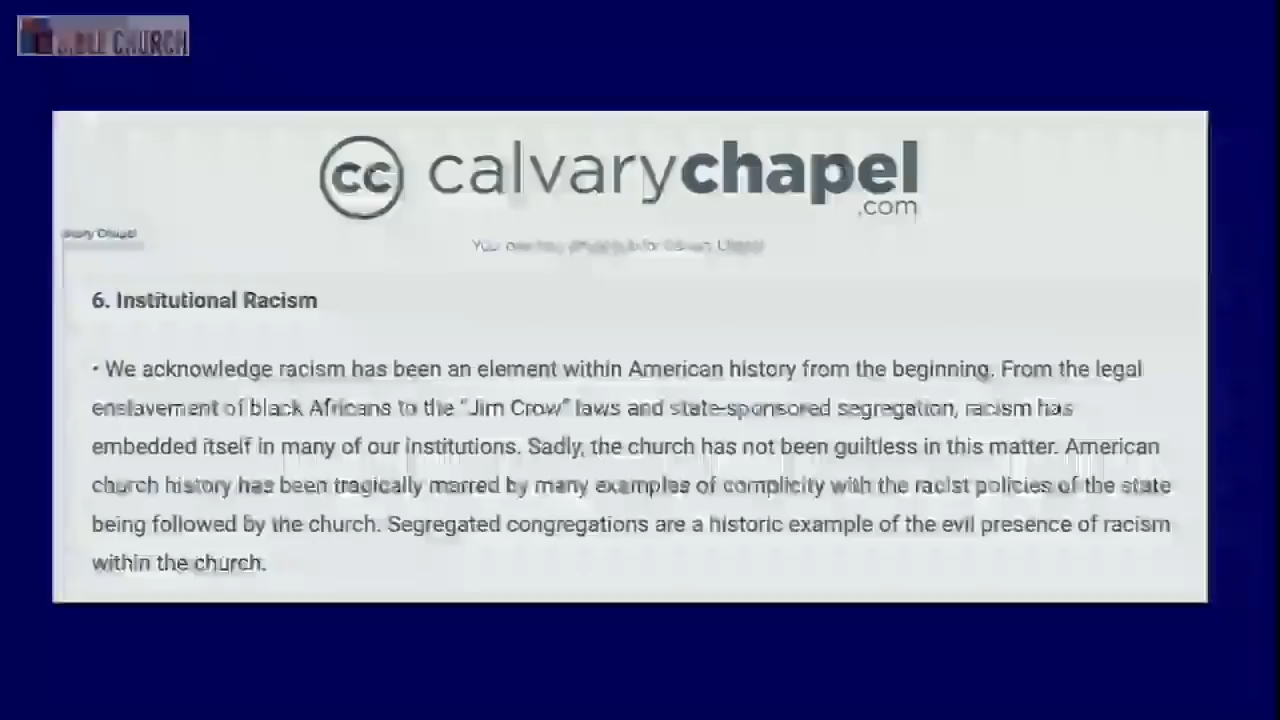 BIBLE CHURCH
cc calvarychapel
.com
6. Institutional Racism
• We acknowledge racism has been an element within American history from the beginning. From the legal
enslavement of black Africans to the "Jim Crow" laws and state-sponsored segregation, racism has
embedded itself in many of our institutions. Sadly, the church has not been guiltless in this matter. American
church history has been tragically marred by many examples of complicity with the racist policies of the state
being followed by the church. Segregated congregations are a historic example of the evil presence of racism
within the church.